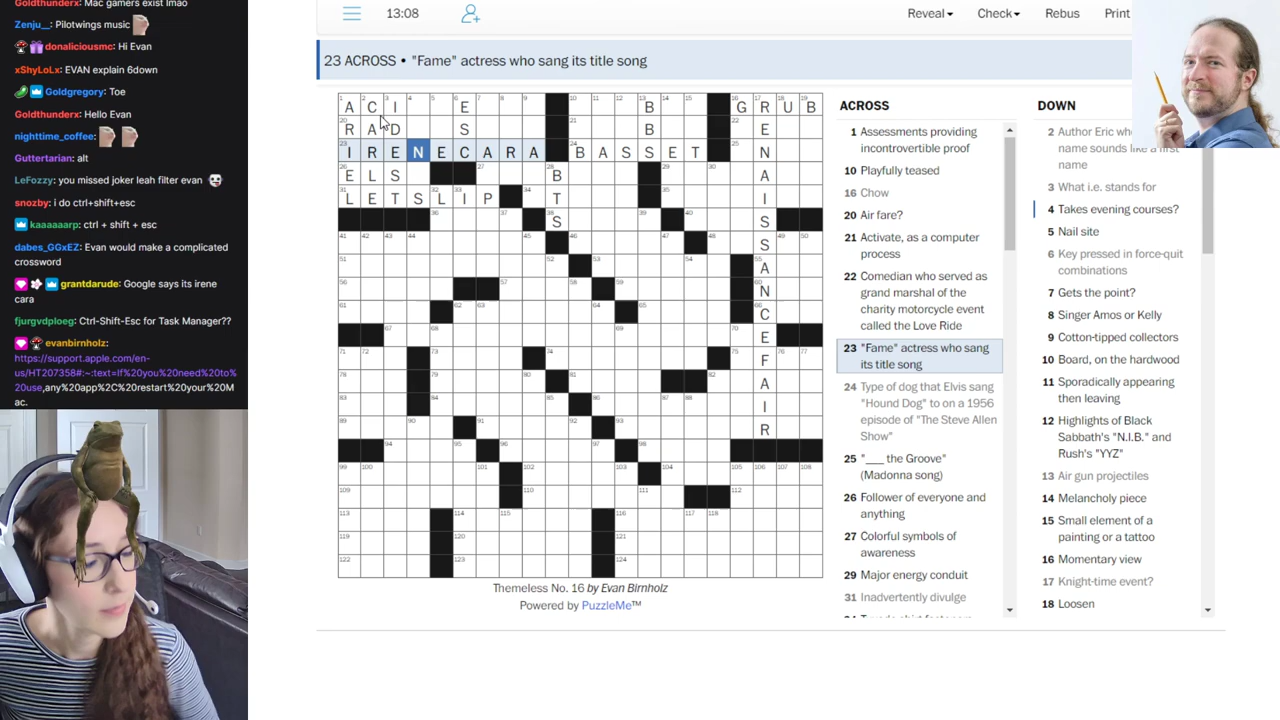 Goldthunderx: Mac gamers exist lmao
Zenju__: Pilotwings music
donaliciousmc: Hi Evan
xShyLoLx: EVAN explain 6down
Goldgregory: Toe
Goldthunderx: Hello Evan
nighttime_coffee:
Guttertarian: alt
LeFozzy: you missed joker leah filter evan
snozby: i do ctrl+shift+esc
kaaaaaarp: ctrl + shift + esc
dabes_GGxEZ: Evan would make a complicated
crossword
grantdarude: Google says its irene
cara
fjurgvdploeg: Ctrl-Shift-Esc for Task Manager??
evanbirnholz:
https://support.apple.com/en-
us/HT207358#:~:text=If%20you%20need%20to%
20use,any%20app%2C%20restart%20your%20M
ac.
13:08
Reveal
Check
Rebus
Print
23 ACROSS • "Fame" actress who sang its title song
A C I E B G R U B
R A D S B E
I R E N E C A R A B A S S E T N
E L S B A
L E T S L I P T I
S S
S
A
N
C
E
F
A
I
R
Themeless No. 16 by Evan Birnholz
Powered by PuzzleMe™
ACROSS
1 Assessments providing
incontrovertible proof
10 Playfully teased
16 Chow
20 Air fare?
21 Activate, as a computer
process
22 Comedian who served as
grand marshal of the
charity motorcycle event
called the Love Ride
23 "Fame" actress who sang
its title song
24 Type of dog that Elvis sang
"Hound Dog" to on a 1956
episode of "The Steve Allen
Show"
25 "___ the Groove"
(Madonna song)
26 Follower of everyone and
anything
27 Colorful symbols of
awareness
29 Major energy conduit
31 Inadvertently divulge
DOWN
2 Author Eric who
name sounds like a first
name
3 What i.e. stands for
4 Takes evening courses?
5 Nail site
6 Key pressed in force-quit
combinations
7 Gets the point?
8 Singer Amos or Kelly
9 Cotton-tipped collectors
10 Board, on the hardwood
11 Sporadically appearing
then leaving
12 Highlights of Black
Sabbath's "N.I.B." and
Rush's "YYZ"
13 Air gun projectiles
14 Melancholy piece
15 Small element of a
painting or a tattoo
16 Momentary view
17 Knight-time event?
18 Loosen